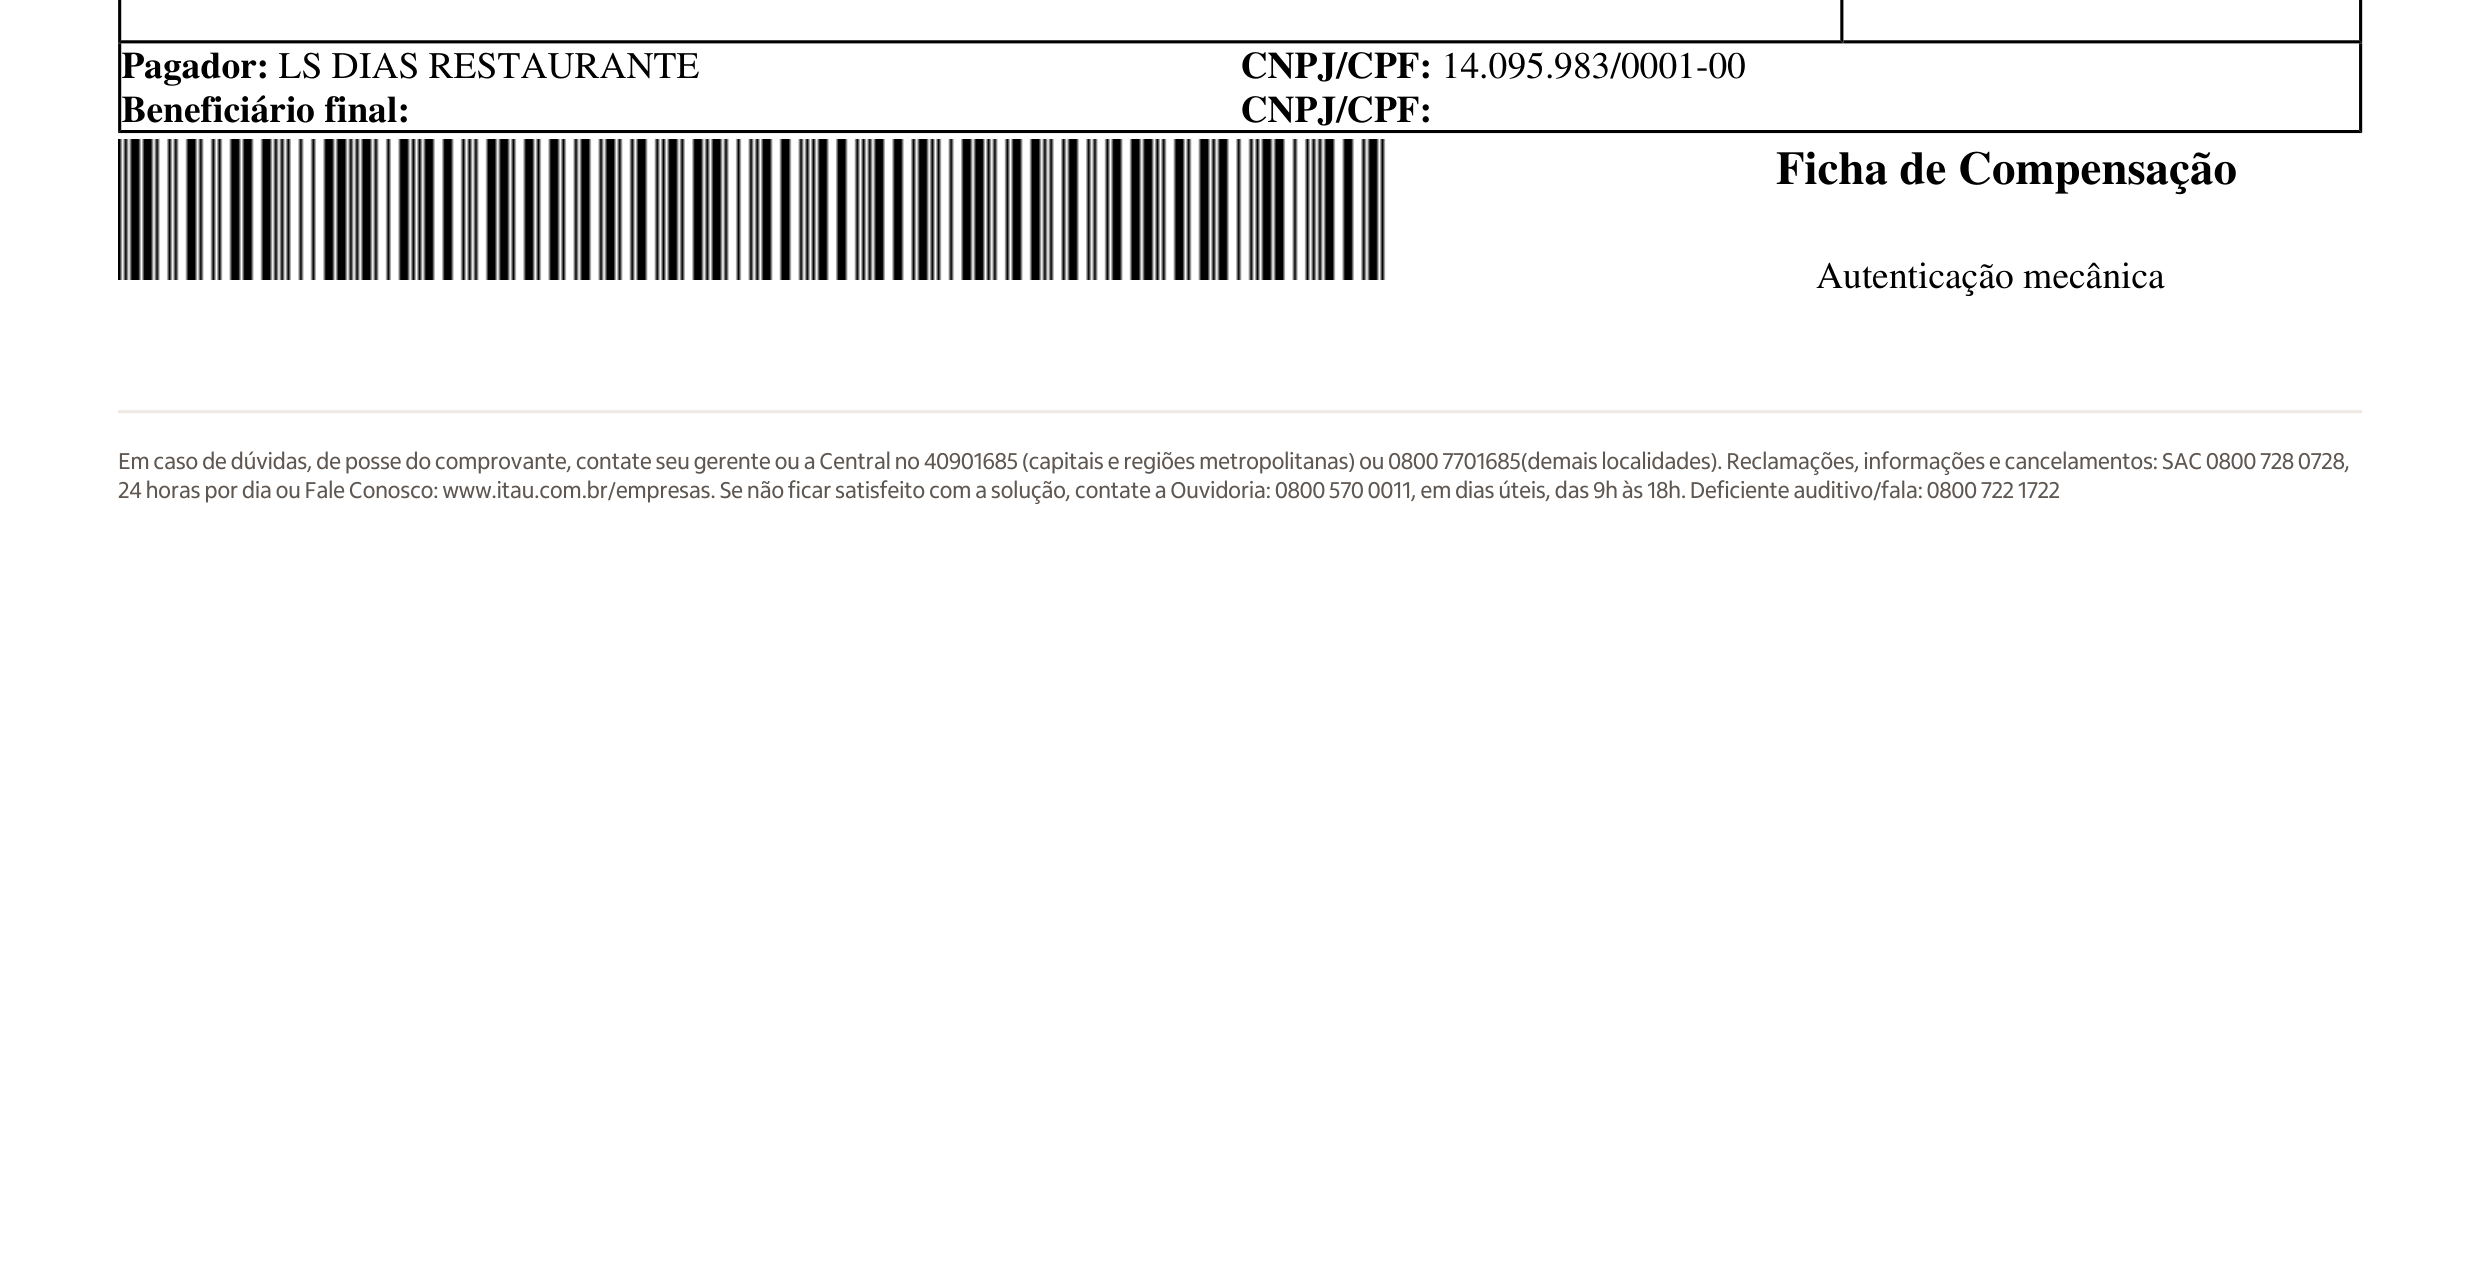 Pagador: LS DIAS RESTAURANTE CNPJ/CPF: 14.095.983/0001-00
Beneficiário final: CNPJ/CPF:
Ficha de Compensação
Autenticação mecânica
Em caso de dúvidas, de posse do comprovante, contate seu gerente ou a Central no 40901685 (capitais e regiões metropolitanas) ou 0800 7701685(demais localidades). Reclamações, informações e cancelamentos: SAC 0800 728 0728,
24 horas por dia ou Fale Conosco: www.itau.com.br/empresas. Se não ficar satisfeito com a solução, contate a Ouvidoria: 0800 570 0011, em dias úteis, das 9h às 18h. Deficiente auditivo/fala: 0800 722 1722